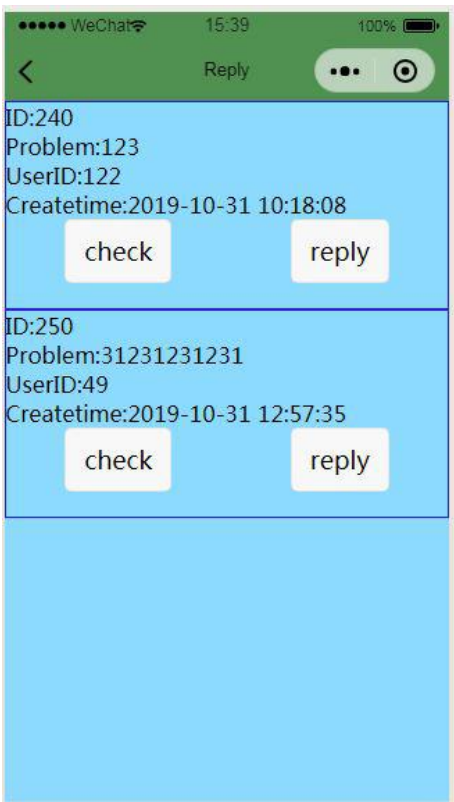 WeChat 15:39 100%
Reply
ID:240
Problem:123
UserID:122
Createtime:2019-10-31 10:18:08
check reply
ID:250
Problem:31231231231
UserID:49
Createtime:2019-10-31 12:57:35
check reply